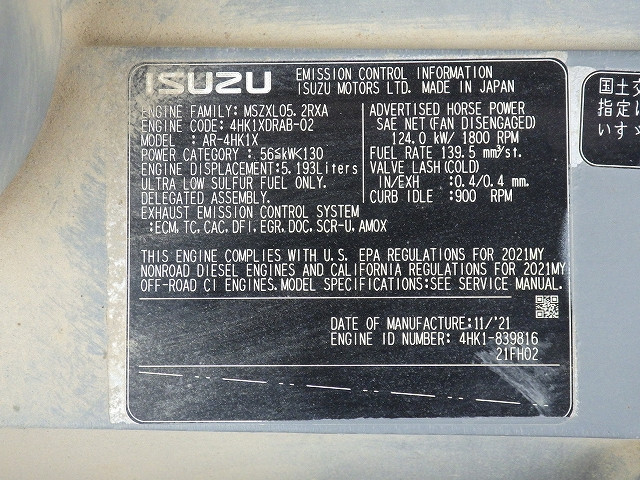 ISUZU
EMISSION CONTROL INFORMATION
ISUZU MOTORS LTD. MADE IN JAPAN
ENGINE FAMILY: MSZXL05.2RXA
ENGINE CODE: 4HK1XDRAB-02
MODEL : AR-4HK1X
POWER CATEGORY : 56≦kW<130
ENGINE DISPLACEMENT:5.193Liters
ULTRA LOW SULFUR FUEL ONLY.
DELEGATED ASSEMBLY.
EXHAUST EMISSION CONTROL SYSTEM
:ECM,TC,CAC,DFI,EGR,DOC,SCR-U,AMOX
ADVERTISED HORSE POWER
SAE NET(FAN DISENGAGED)
124.0 kW/ 1800 RPM
FUEL RATE 139.5 mm³/st.
VALVE LASH(COLD)
IN/EXH :0.4/0.4 mm.
CURB IDLE :900 RPM
THIS ENGINE COMPLIES WITH U.S. EPA REGULATIONS FOR 2021MY
NONROAD DIESEL ENGINES AND CALIFORNIA REGULATIONS FOR 2021MY
OFF-ROAD CI ENGINES.MODEL SPECIFICATIONS:SEE SERVICE MANUAL.
DATE OF MANUFACTURE:11/'21
ENGINE ID NUMBER: 4HK1-839816
21FH02
国土交
指定に
いすゞ